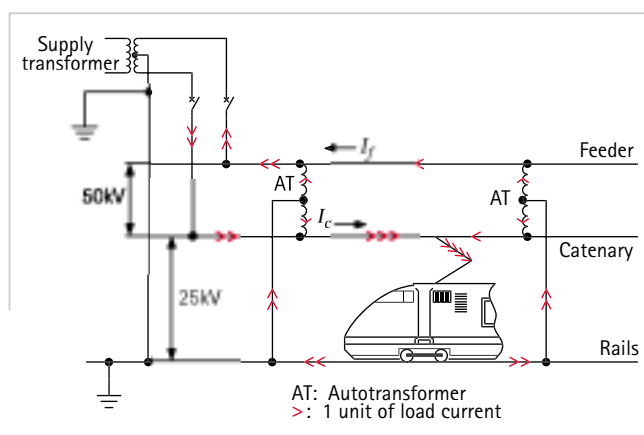 Supply
transformer
I_f
Feeder
50kV
AT
AT
I_c
Catenary
25kV
Rails
AT: Autotransformer
>: 1 unit of load current